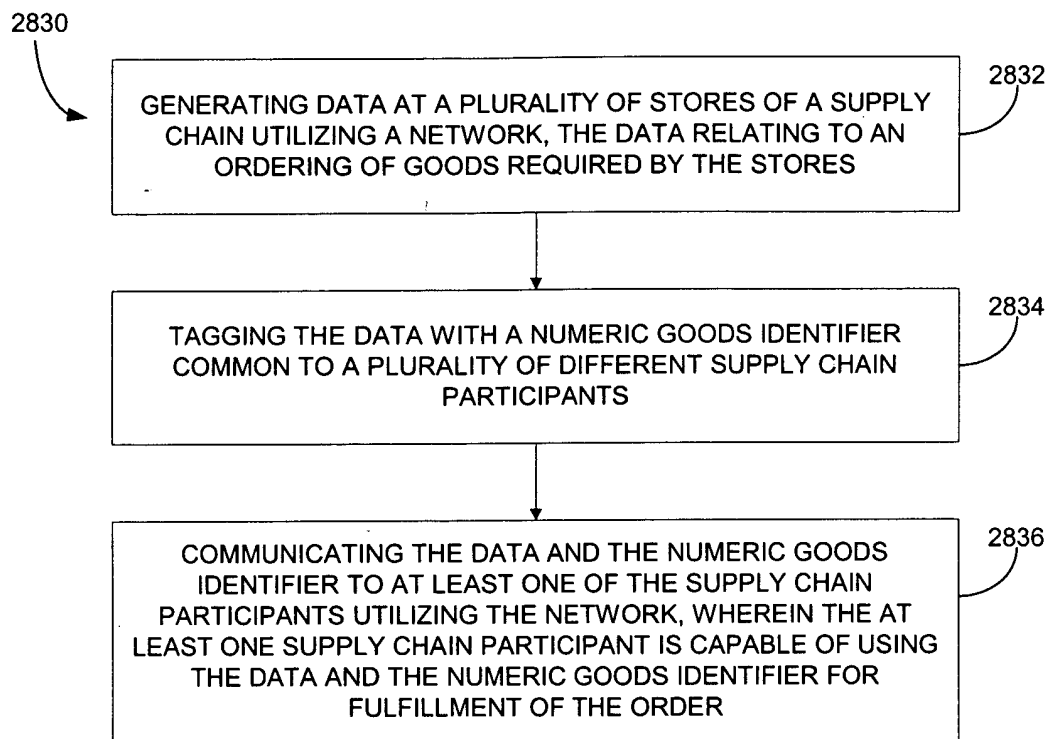 2830
GENERATING DATA AT A PLURALITY OF STORES OF A SUPPLY
CHAIN UTILIZING A NETWORK, THE DATA RELATING TO AN
ORDERING OF GOODS REQUIRED BY THE STORES
2832
TAGGING THE DATA WITH A NUMERIC GOODS IDENTIFIER
COMMON TO A PLURALITY OF DIFFERENT SUPPLY CHAIN
PARTICIPANTS
2834
COMMUNICATING THE DATA AND THE NUMERIC GOODS
IDENTIFIER TO AT LEAST ONE OF THE SUPPLY CHAIN
PARTICIPANTS UTILIZING THE NETWORK, WHEREIN THE AT
LEAST ONE SUPPLY CHAIN PARTICIPANT IS CAPABLE OF USING
THE DATA AND THE NUMERIC GOODS IDENTIFIER FOR
FULFILLMENT OF THE ORDER
2836